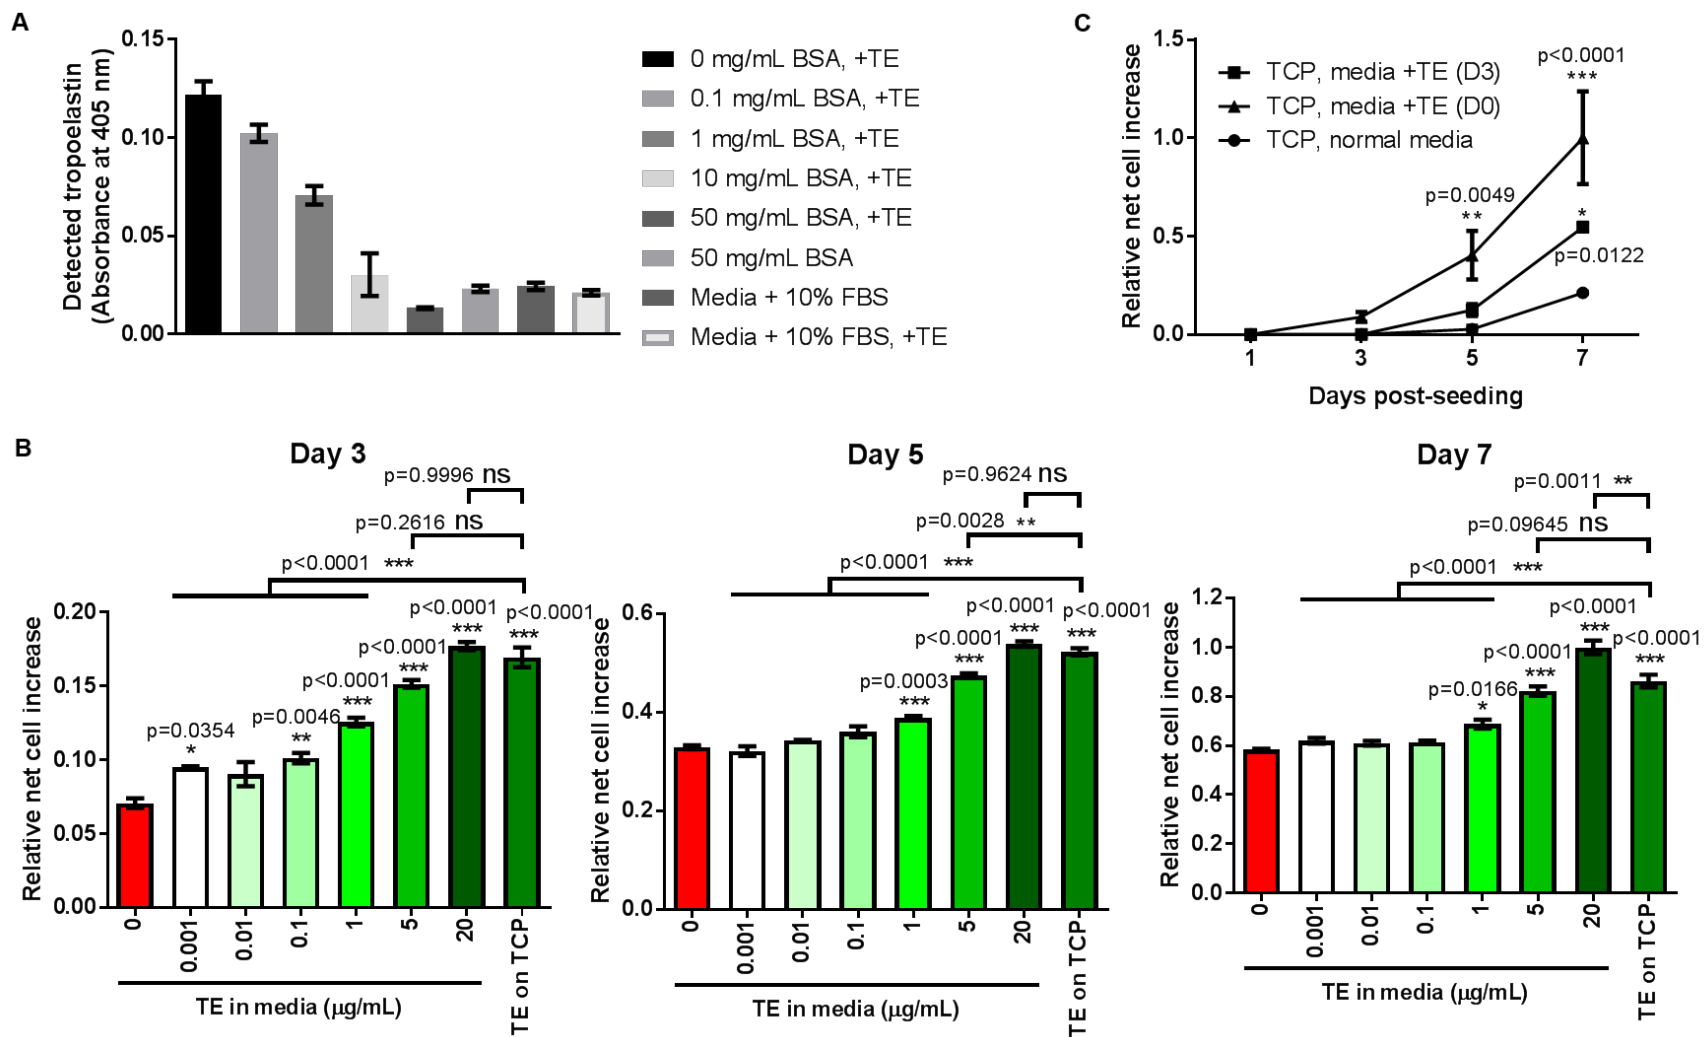 A
0.15
0.10
0.05
0.00
Detected tropoelastin
(Absorbance at 405 nm)
0 mg/mL BSA, +TE
0.1 mg/mL BSA, +TE
1 mg/mL BSA, +TE
10 mg/mL BSA, +TE
50 mg/mL BSA, +TE
50 mg/mL BSA
Media + 10% FBS
Media + 10% FBS, +TE
C
1.5
1.0
0.5
0.0
Relative net cell increase
TCP, media +TE (D3)
TCP, media +TE (D0)
TCP, normal media
p<0.0001
***
p=0.0049
**
*
p=0.0122
1 3 5 7
Days post-seeding
B
Day 3
p=0.9996 ns
p=0.2616 ns
p<0.0001 ***
0.20
0.15
0.10
0.05
0.00
Relative net cell increase
p=0.0354
*
p=0.0046
**
p<0.0001
***
p<0.0001
***
p<0.0001
***
p<0.0001
***
0 0.001 0.01 0.1 1 5 20 TE on TCP
TE in media (μg/mL)
Day 5
p=0.9624 ns
p=0.0028 **
p<0.0001 ***
0.6
0.4
0.2
0.0
Relative net cell increase
p=0.0003
***
p<0.0001
***
p<0.0001
***
p<0.0001
***
0 0.001 0.01 0.1 1 5 20 TE on TCP
TE in media (μg/mL)
Day 7
p=0.0011 **
p=0.09645 ns
p<0.0001 ***
1.2
1.0
0.8
0.6
0.4
0.2
0.0
Relative net cell increase
p=0.0166
*
p<0.0001
***
p<0.0001
***
p<0.0001
***
0 0.001 0.01 0.1 1 5 20 TE on TCP
TE in media (μg/mL)